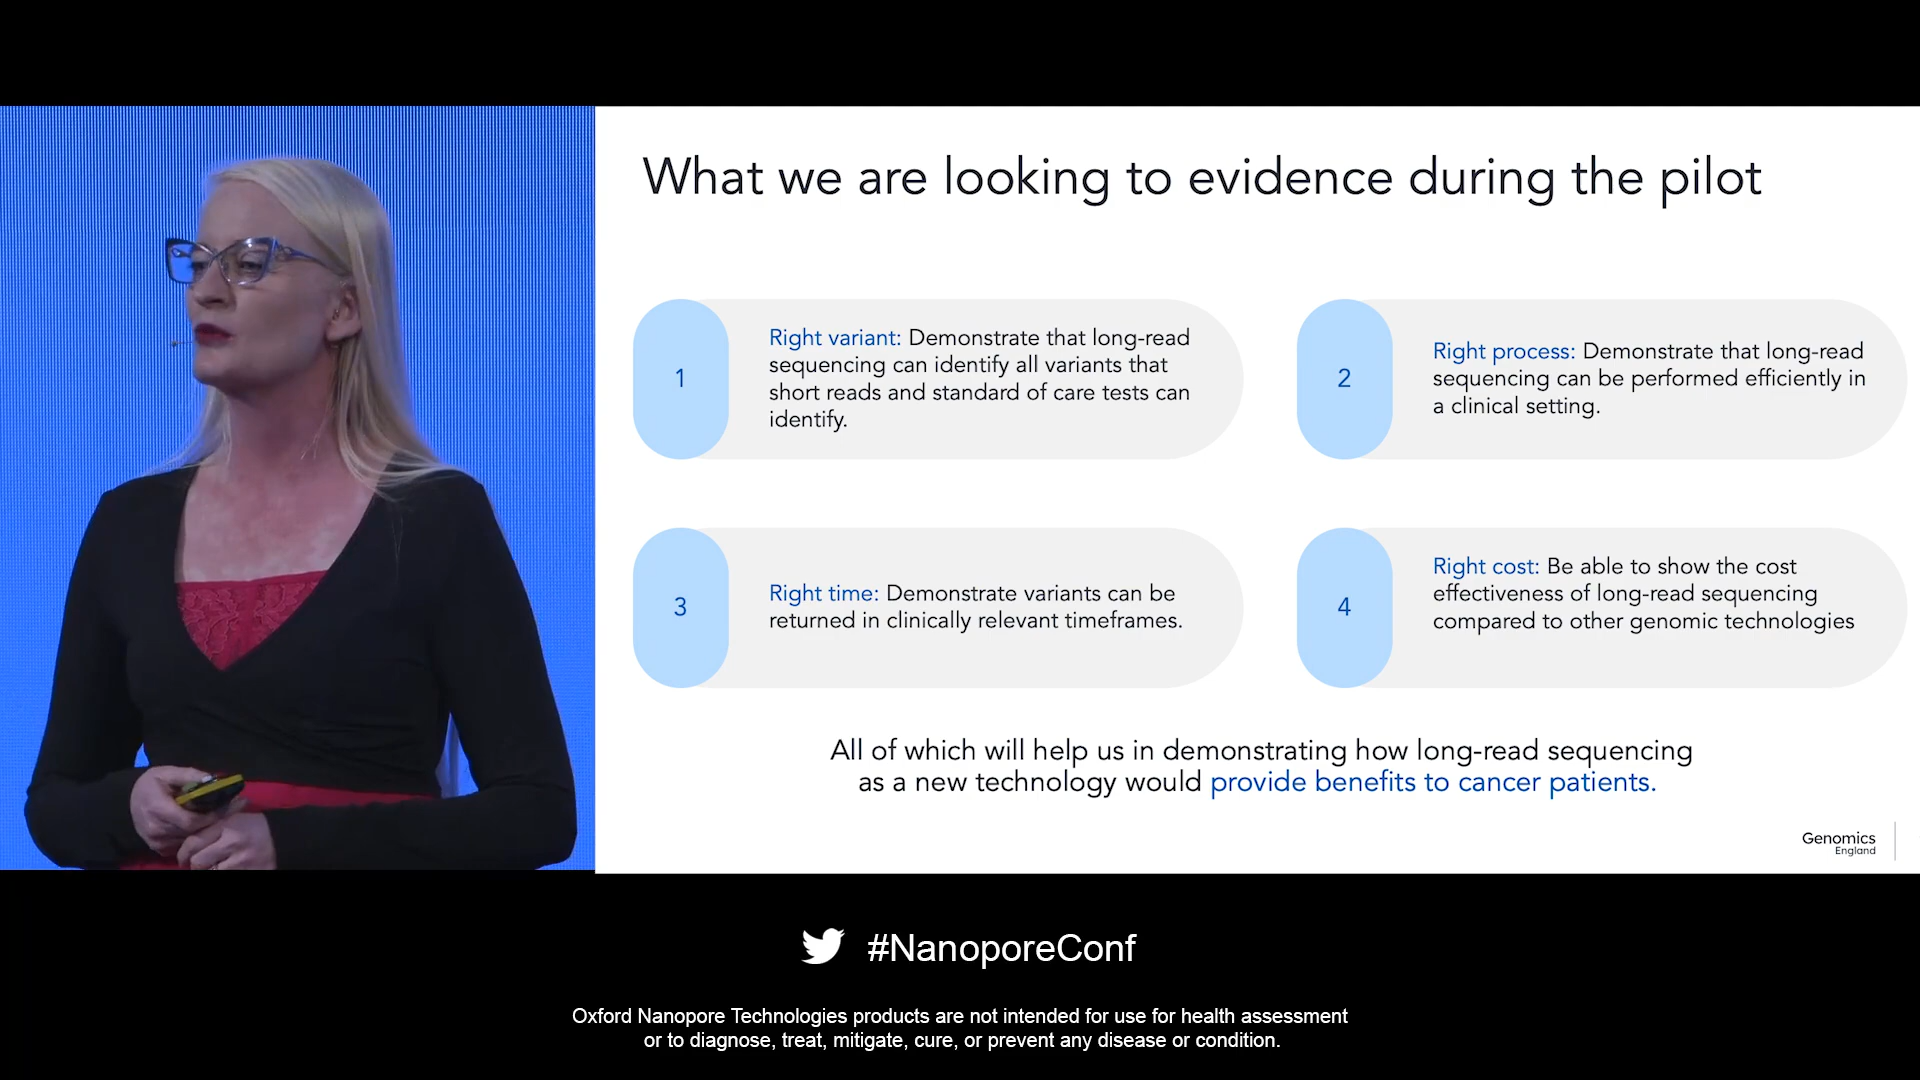 What we are looking to evidence during the pilot
1
Right variant: Demonstrate that long-read
sequencing can identify all variants that
short reads and standard of care tests can
identify.
2
Right process: Demonstrate that long-read
sequencing can be performed efficiently in
a clinical setting.
3
Right time: Demonstrate variants can be
returned in clinically relevant timeframes.
4
Right cost: Be able to show the cost
effectiveness of long-read sequencing
compared to other genomic technologies
All of which will help us in demonstrating how long-read sequencing
as a new technology would provide benefits to cancer patients.
Genomics
England
#NanoporeConf
Oxford Nanopore Technologies products are not intended for use for health assessment
or to diagnose, treat, mitigate, cure, or prevent any disease or condition.